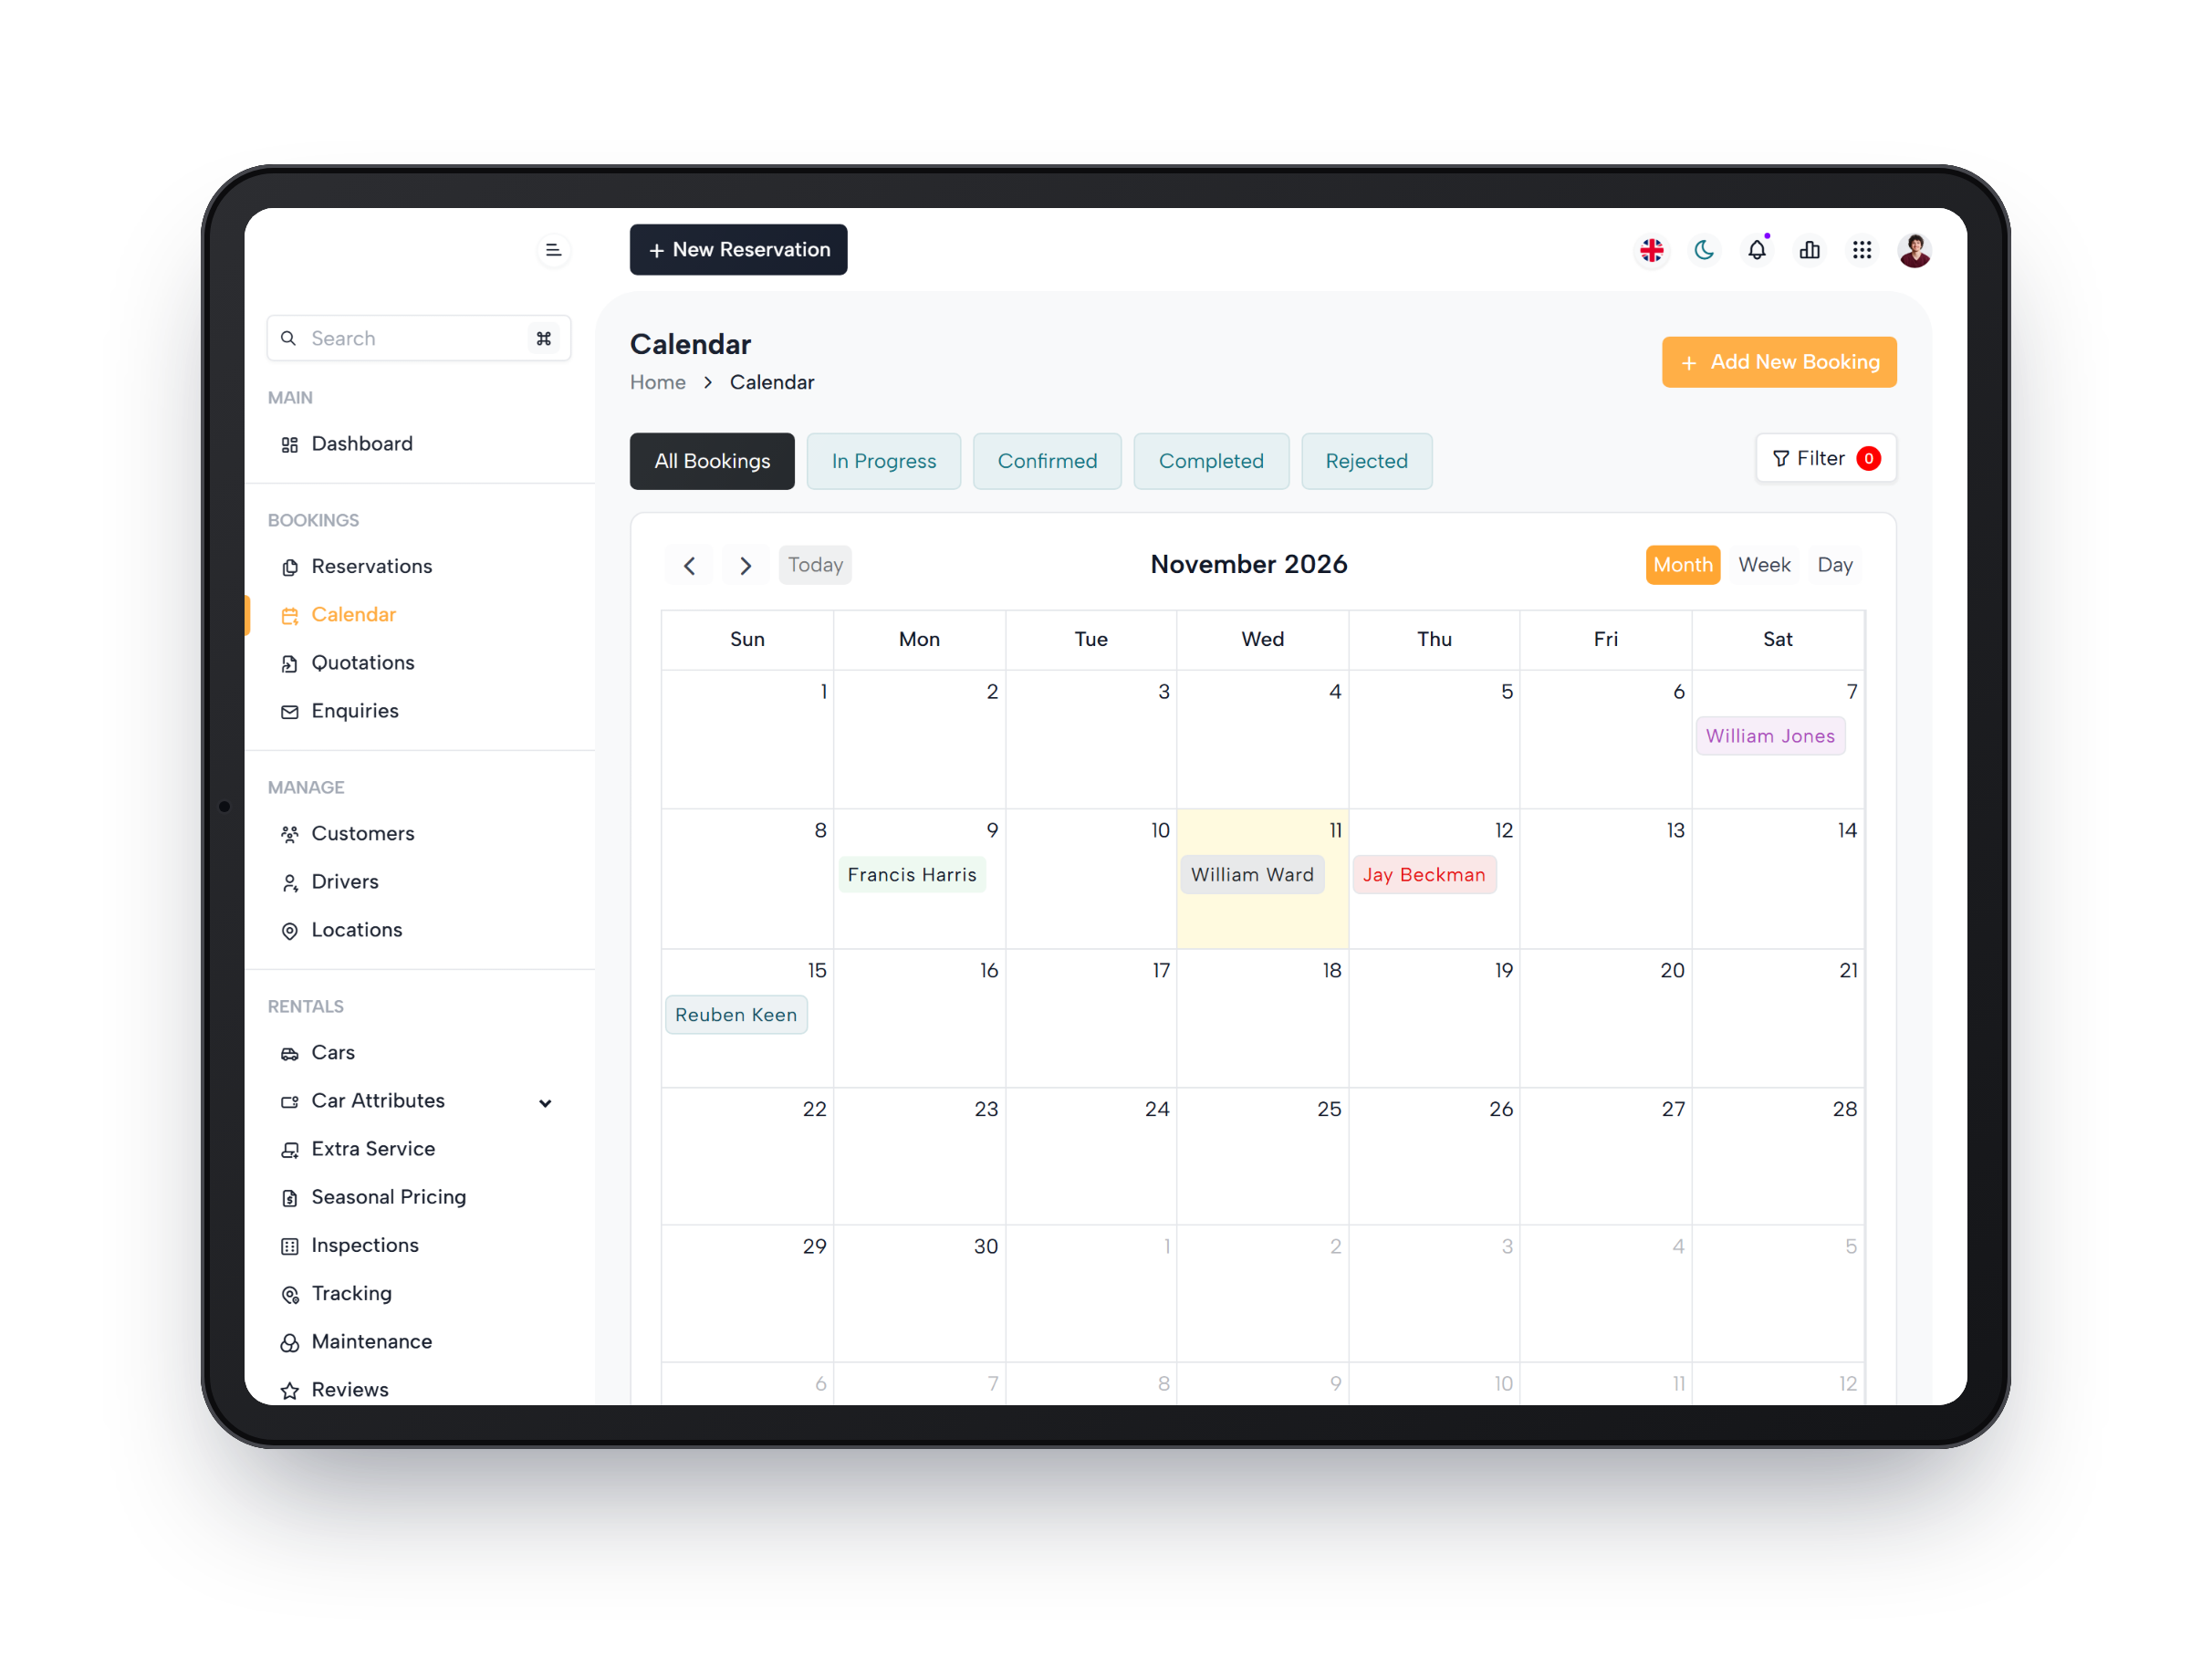 + New Reservation
Search
MAIN
Dashboard
BOOKINGS
Reservations
Calendar
Quotations
Enquiries
MANAGE
Customers
Drivers
Locations
RENTALS
Cars
Car Attributes
Extra Service
Seasonal Pricing
Inspections
Tracking
Maintenance
Reviews
Calendar
Home > Calendar
+ Add New Booking
All Bookings In Progress Confirmed Completed Rejected
Filter 0
Today November 2026 Month Week Day
Sun Mon Tue Wed Thu Fri Sat
1 2 3 4 5 6 7
William Jones
8 9 10 11 12 13 14
Francis Harris William Ward Jay Beckman
15 16 17 18 19 20 21
Reuben Keen
22 23 24 25 26 27 28
29 30 1 2 3 4 5
6 7 8 9 10 11 12